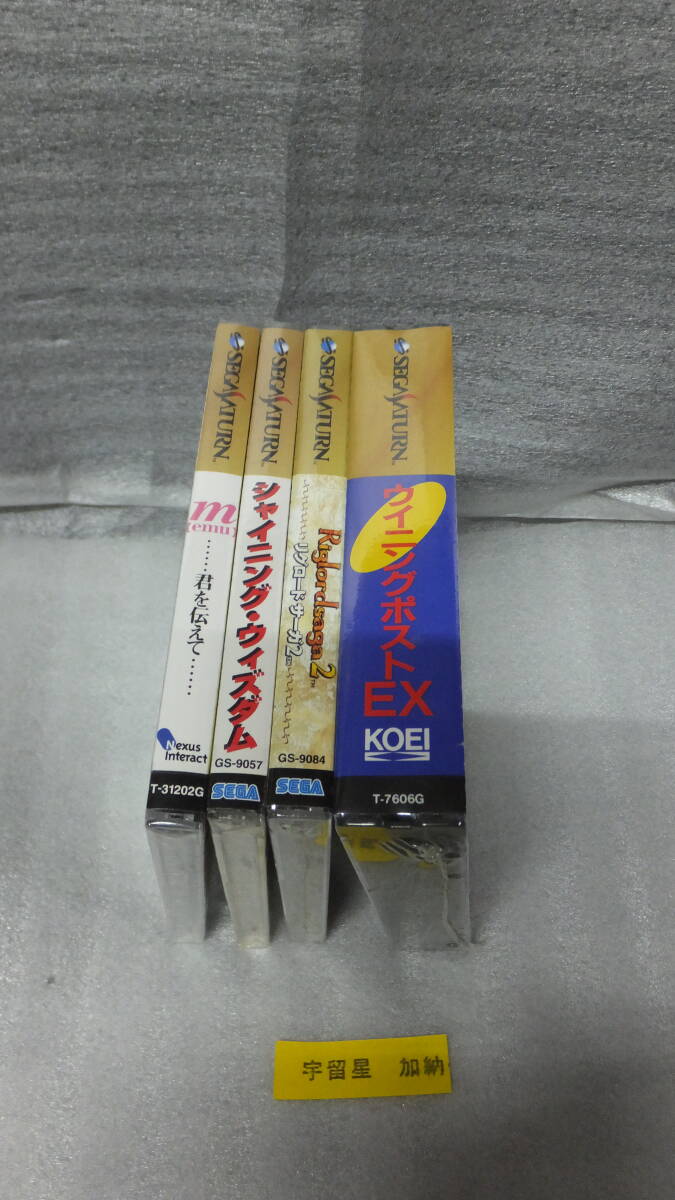 SEGA SATURN
m
(emu)
……君を伝えて……
Nexus
Interact
T-31202G
SEGA SATURN
シャイニング・ウィズダム
GS-9057
SEGA
SEGA SATURN
Riglordsaga 2
リグロードサーガ2
GS-9084
SEGA
SEGA SATURN
ウイニングポスト
EX
KOEI
T-7606G
宇留星 加納